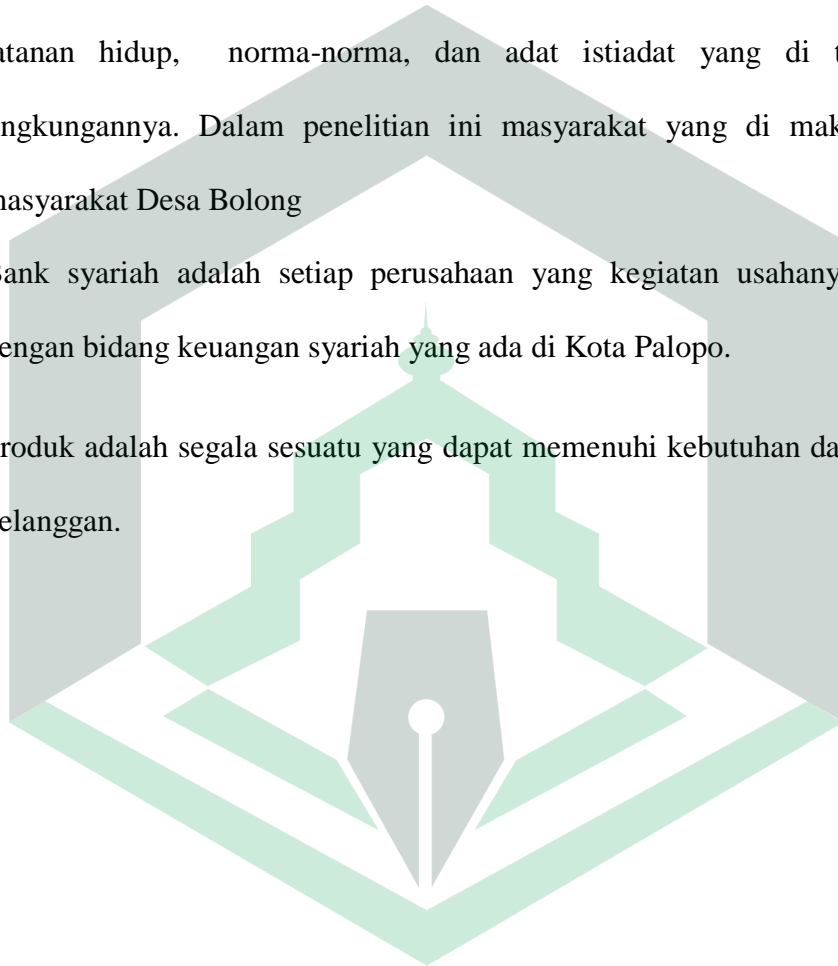 atanan hidup, norma-norma, dan adat istiadat yang di t
ngkungannya. Dalam penelitian ini masyarakat yang di mak
masyarakat Desa Bolong
Bank syariah adalah setiap perusahaan yang kegiatan usahany
engan bidang keuangan syariah yang ada di Kota Palopo.
roduk adalah segala sesuatu yang dapat memenuhi kebutuhan da
elanggan.